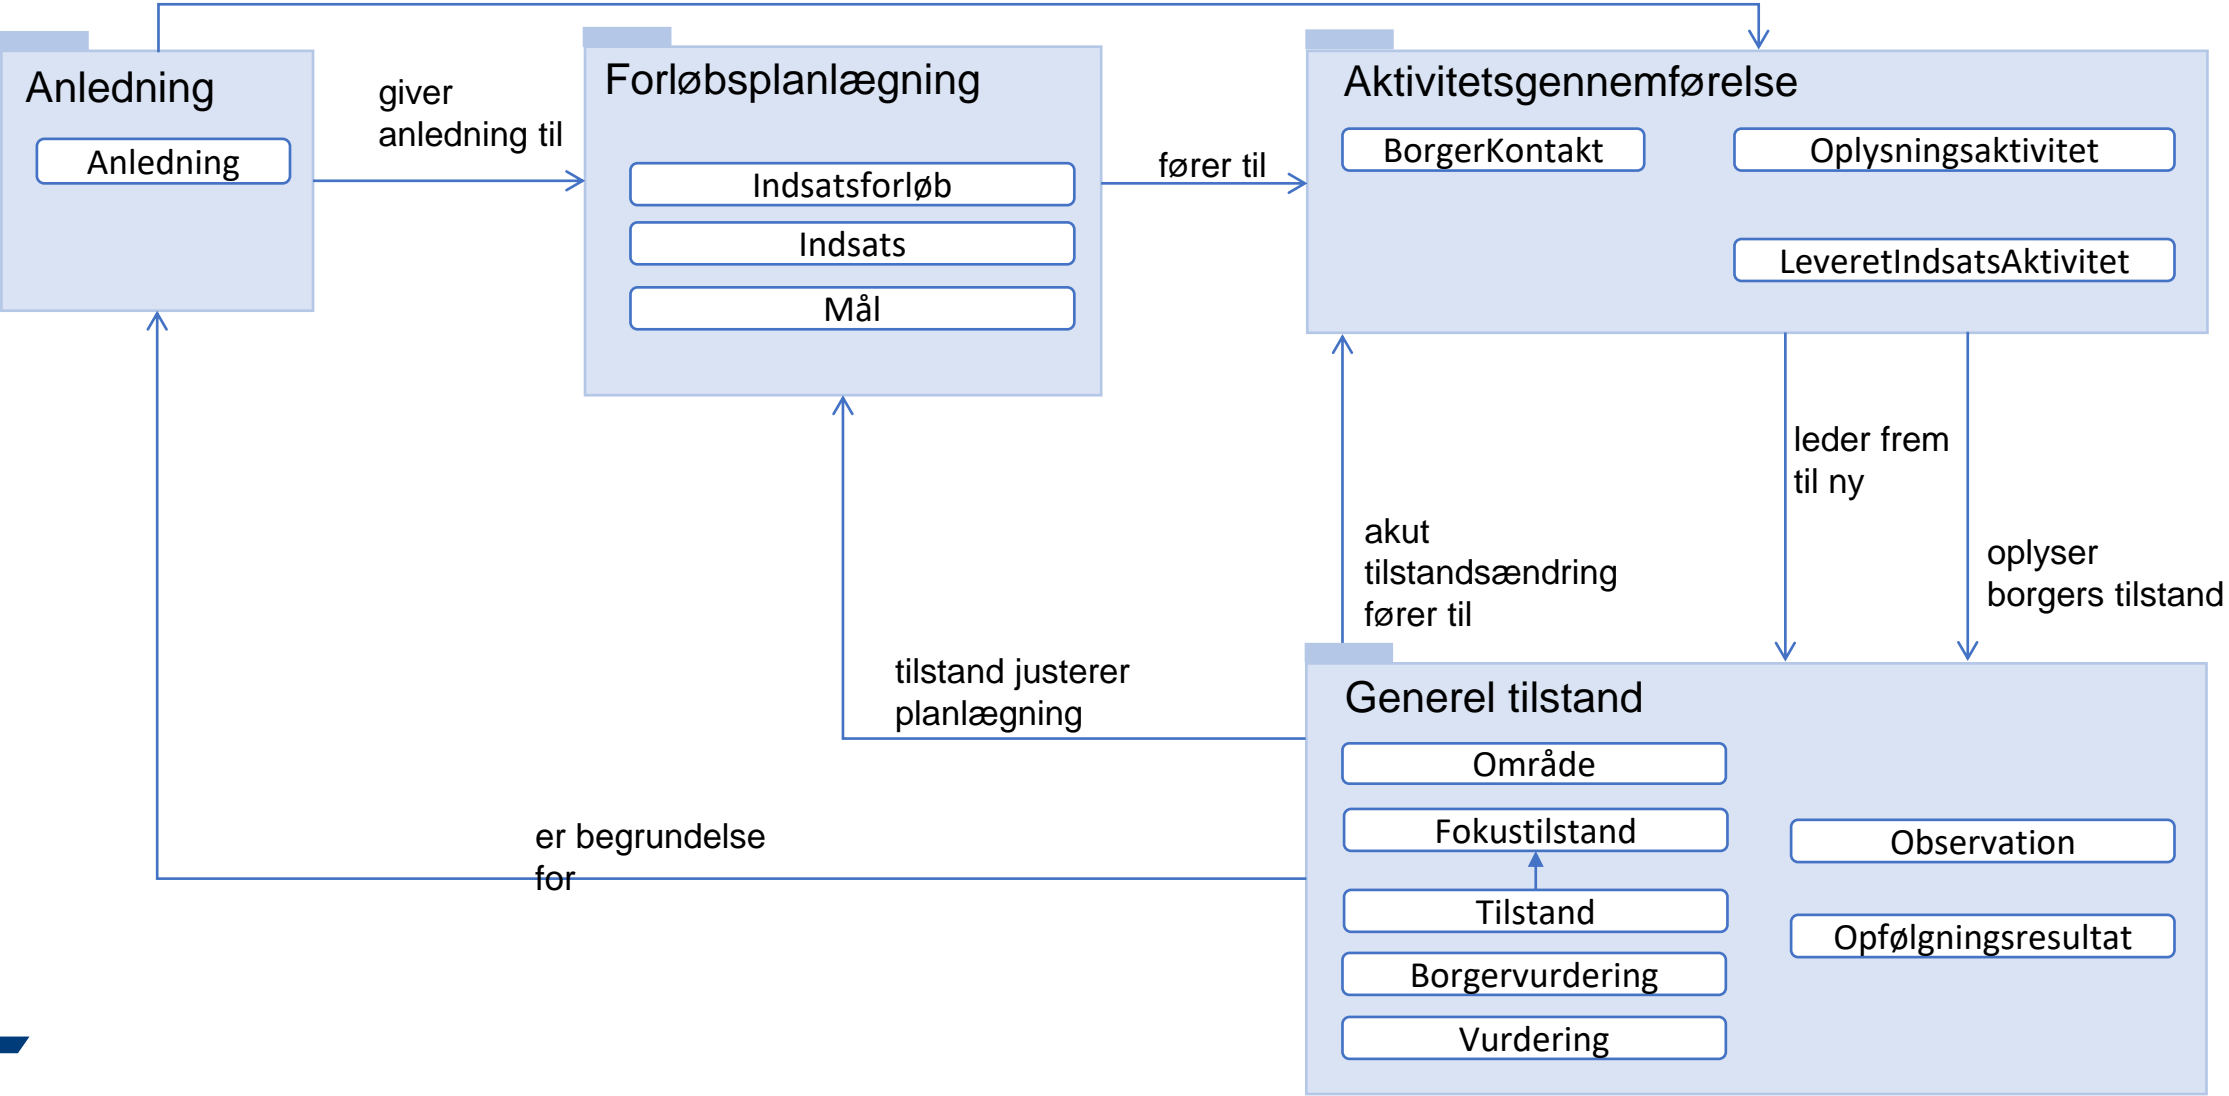 Anledning
Anledning
giver
anledning til
Forløbsplanlægning
Indsatsforløb
Indsats
Mål
fører til
Aktivitetsgennemførelse
BorgerKontakt
Oplysningsaktivitet
LeveretIndsatsAktivitet
leder frem
til ny
oplyser
borgers tilstand
akut
tilstandsændring
fører til
tilstand justerer
planlægning
er begrundelse
for
Generel tilstand
Område
Fokustilstand
Tilstand
Borgervurdering
Vurdering
Observation
Opfølgningsresultat